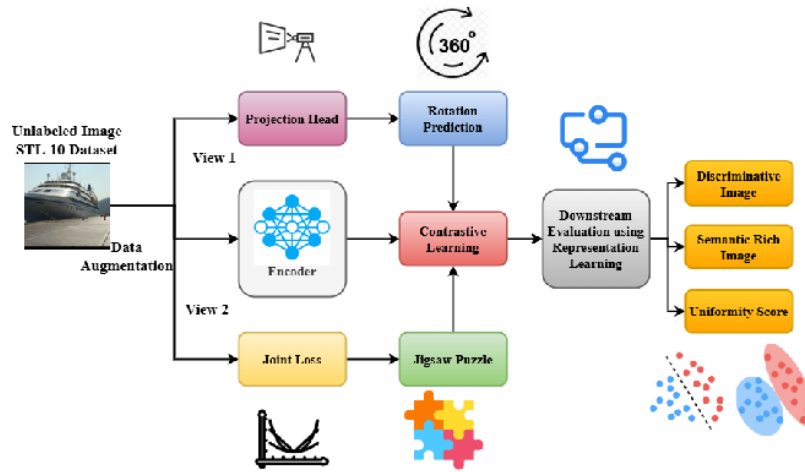 360°
Unlabeled Image
STL 10 Dataset
Projection Head
Rotation
Prediction
View 1
Data
Augmentation
Encoder
Contrastive
Learning
Downstream
Evaluation using
Representation
Learning
Discriminative
Image
Semantic Rich
Image
Uniformity Score
View 2
Joint Loss
Jigsaw Puzzle